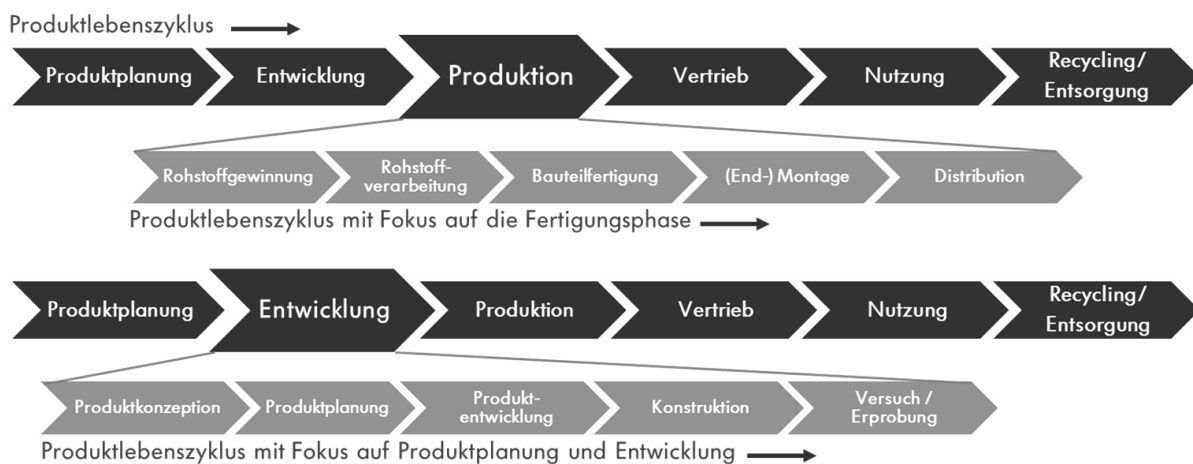 Produktlebenszyklus
Produktplanung
Entwicklung
Produktion
Vertrieb
Nutzung
Recycling/
Entsorgung
Rohstoffgewinnung
Rohstoff-
verarbeitung
Bauteilfertigung
(End-) Montage
Distribution
Produktlebenszyklus mit Fokus auf die Fertigungsphase
Produktplanung
Entwicklung
Produktion
Vertrieb
Nutzung
Recycling/
Entsorgung
Produktkonzeption
Produktplanung
Produkt-
entwicklung
Konstruktion
Versuch /
Erprobung
Produktlebenszyklus mit Fokus auf Produktplanung und Entwicklung